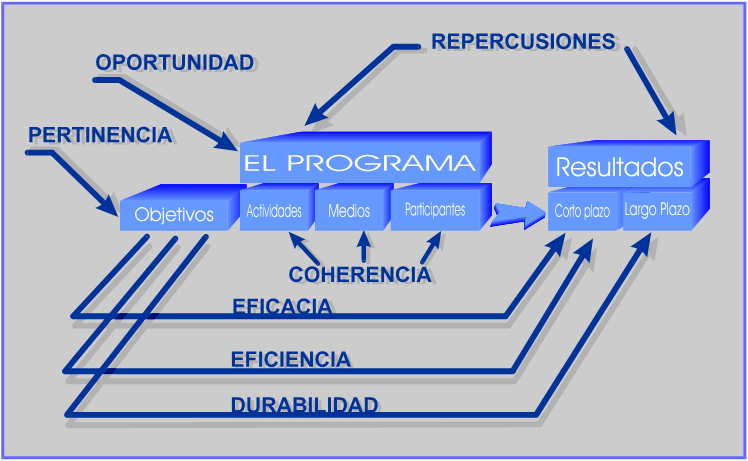 REPERCUSIONES
OPORTUNIDAD
PERTINENCIA
EL PROGRAMA
Resultados
Objetivos
Actividades
Medios
Participantes
Corto plazo
Largo Plazo
COHERENCIA
EFICACIA
EFICIENCIA
DURABILIDAD